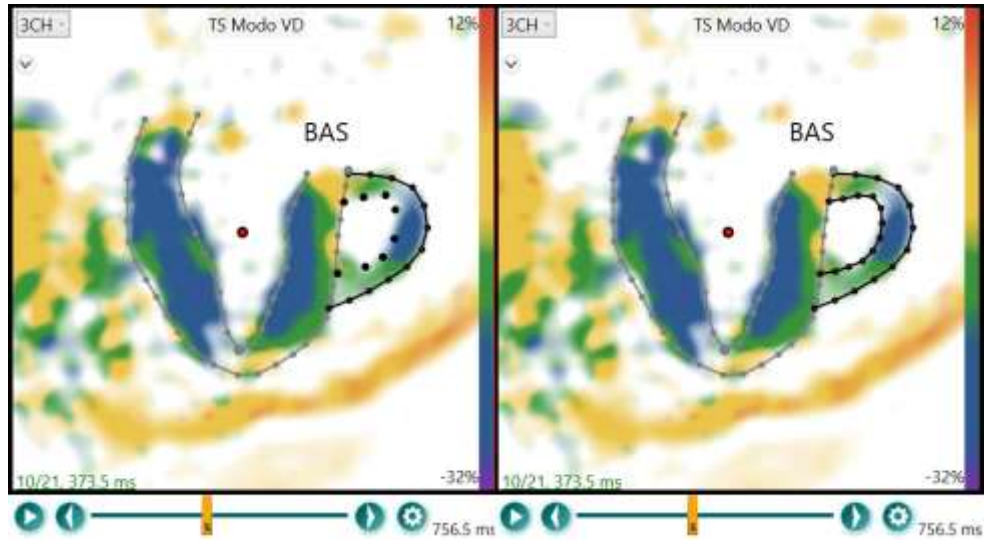 3CH TS Modo VD 12%
BAS
10/21, 373.5 ms -32%
756.5 ms
3CH TS Modo VD 12%
BAS
10/21, 373.5 ms -32%
756.5 ms